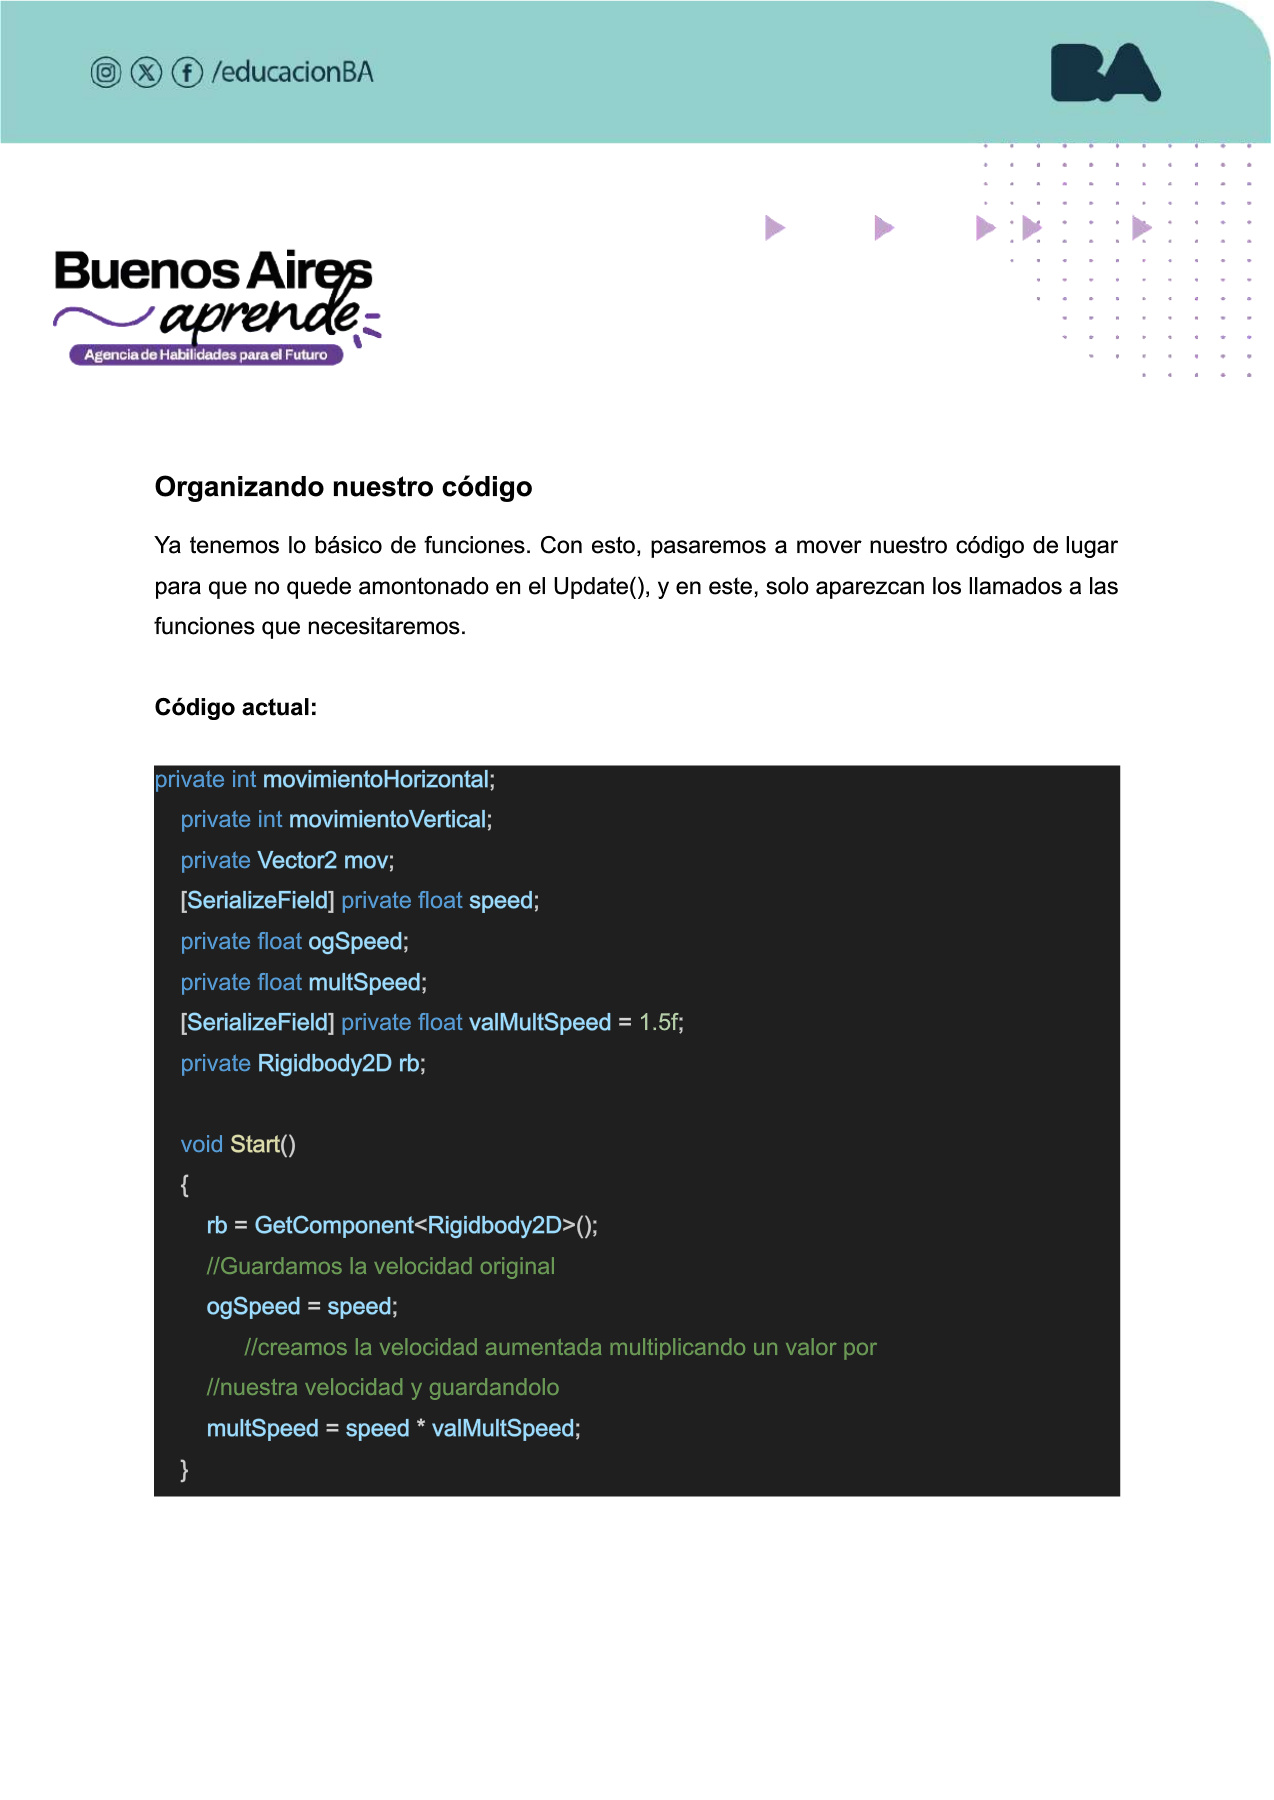 /educacionBA
BA
Buenos Aires
aprende
Agencia de Habilidades para el Futuro
Organizando nuestro código
Ya tenemos lo básico de funciones. Con esto, pasaremos a mover nuestro código de lugar
para que no quede amontonado en el Update(), y en este, solo aparezcan los llamados a las
funciones que necesitaremos.
Código actual:
private int movimientoHorizontal;
private int movimientoVertical;
private Vector2 mov;
[SerializeField] private float speed;
private float ogSpeed;
private float multSpeed;
[SerializeField] private float valMultSpeed = 1.5f;
private Rigidbody2D rb;
void Start()
{
rb = GetComponent<Rigidbody2D>();
//Guardamos la velocidad original
ogSpeed = speed;
//creamos la velocidad aumentada multiplicando un valor por
//nuestra velocidad y guardandolo
multSpeed = speed * valMultSpeed;
}